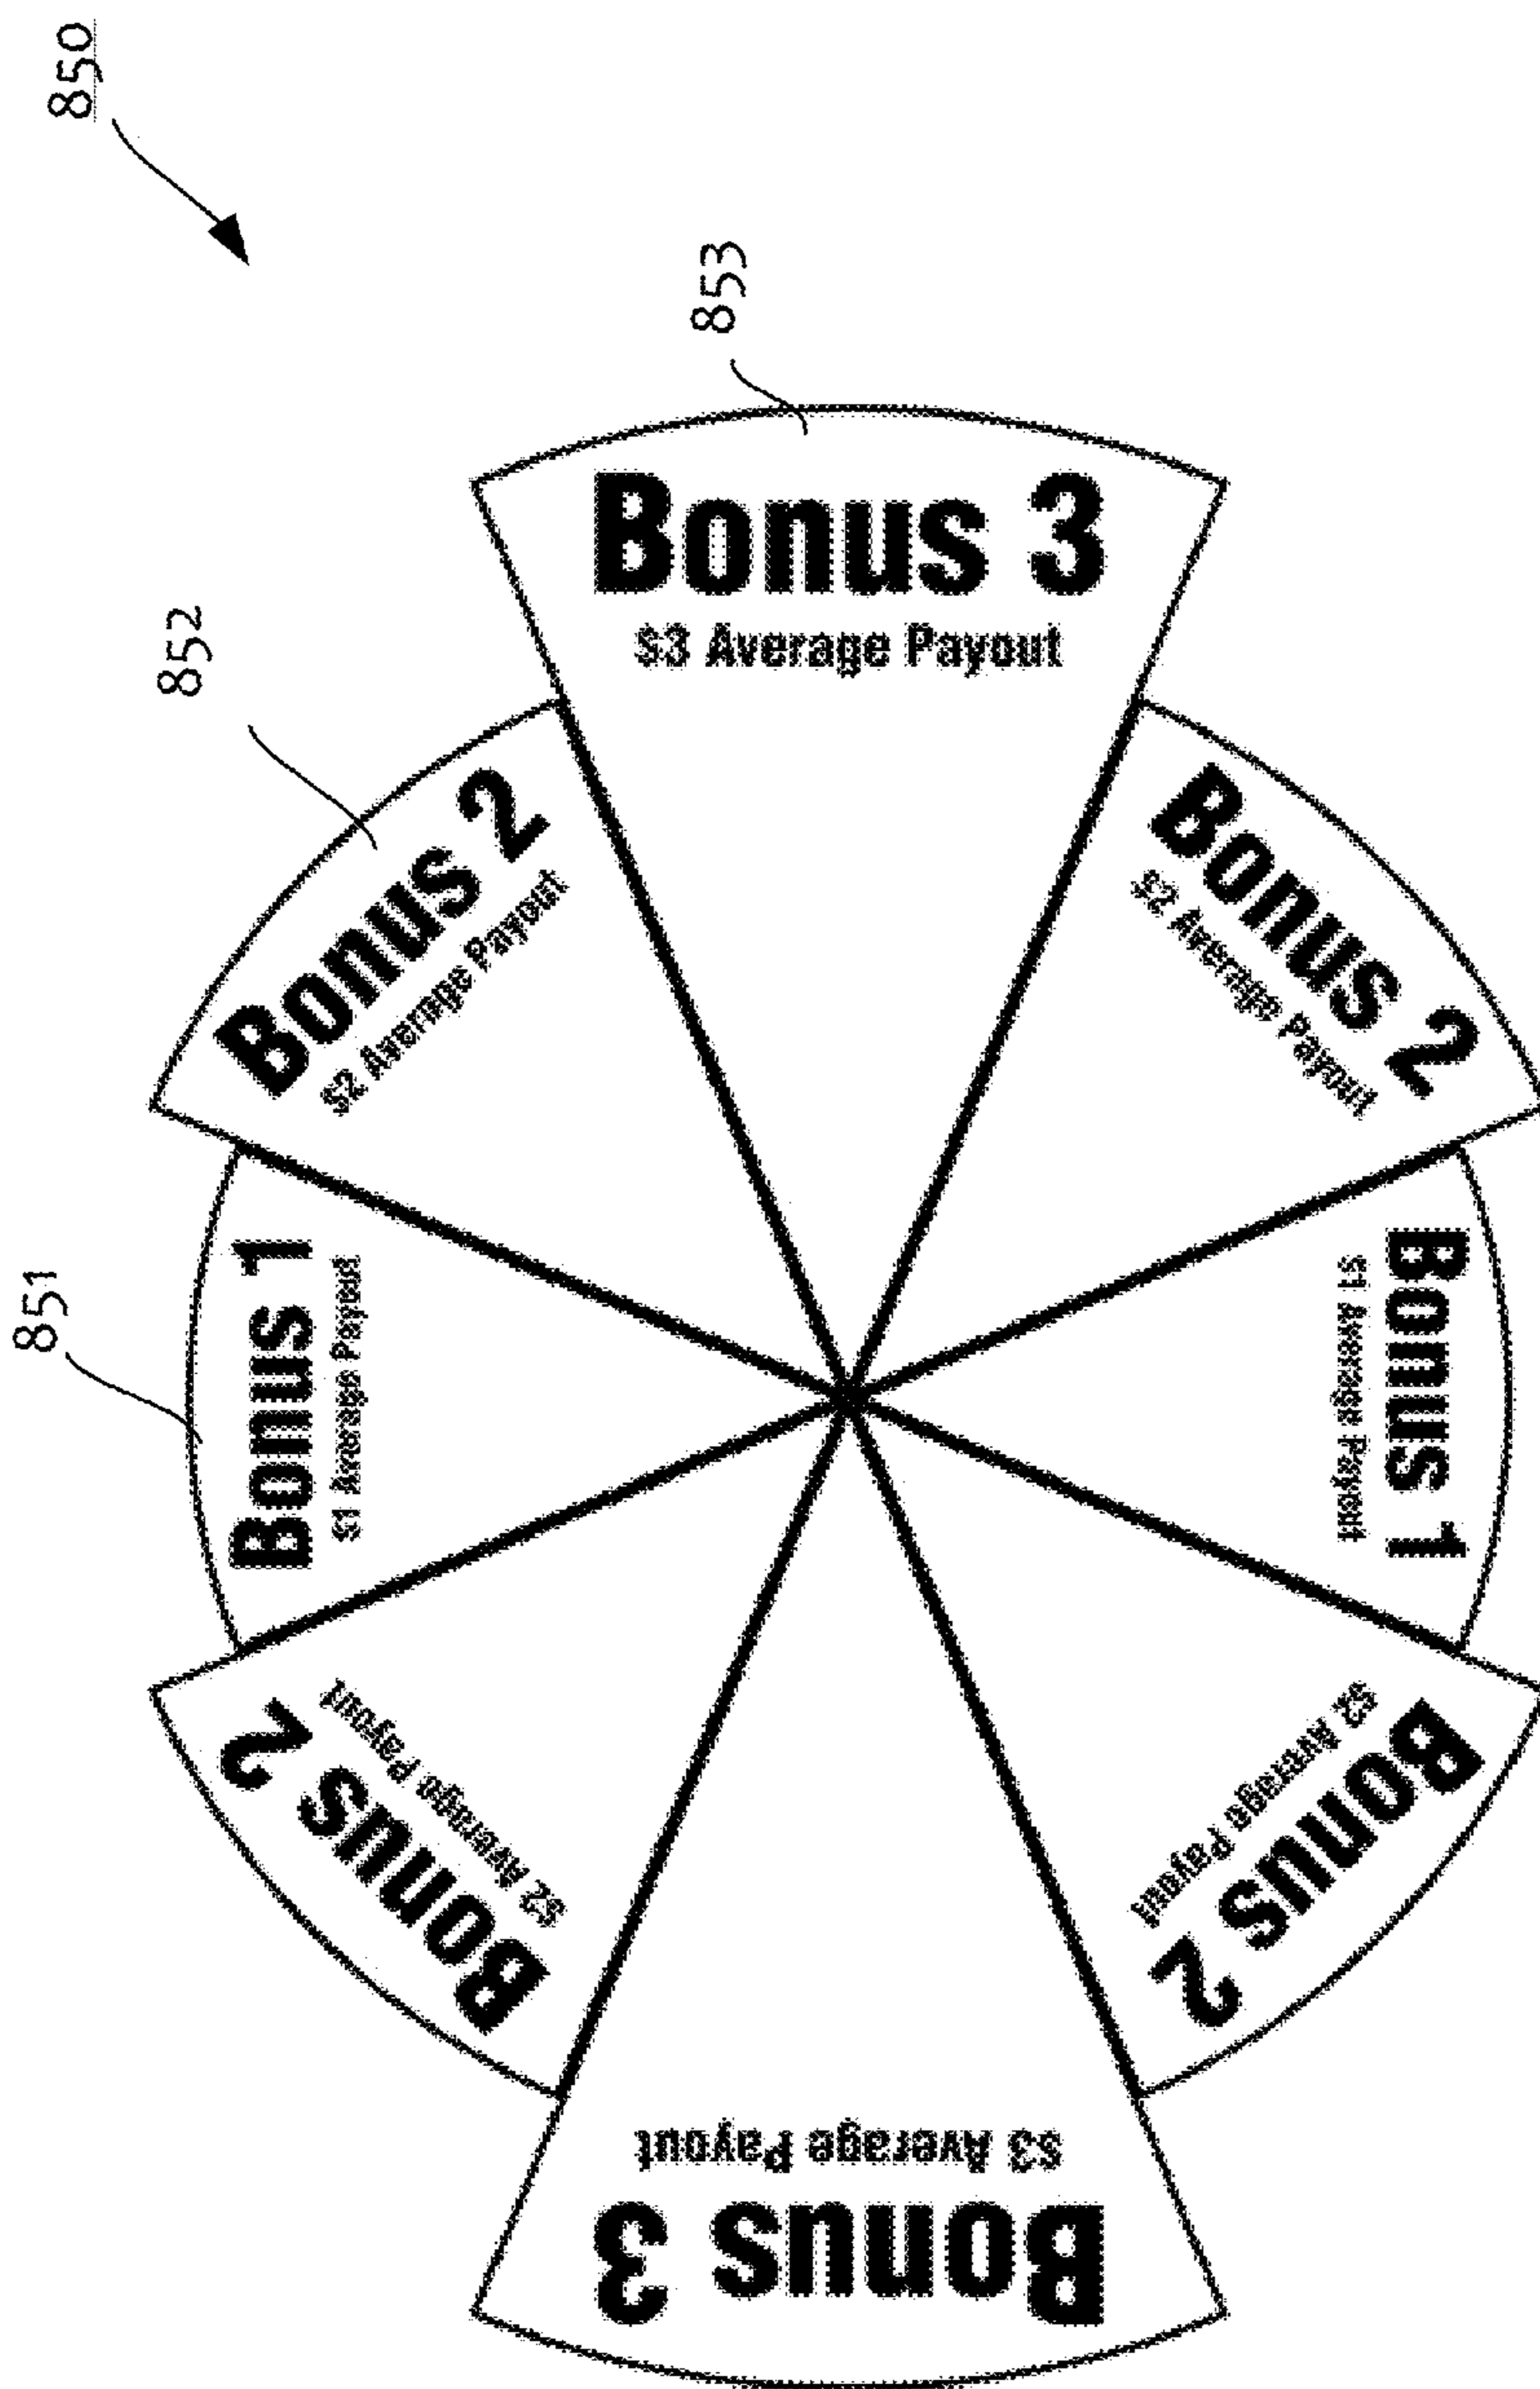 850
853
Bonus 3
$3 Average Payout
852
Bonus 2
$2 Average Payout
Bonus 2
$2 Average Payout
851
Bonus 1
$1 Average Payout
Bonus 1
$1 Average Payout
Bonus 2
$2 Average Payout
Bonus 2
$2 Average Payout
Bonus 3
$3 Average Payout